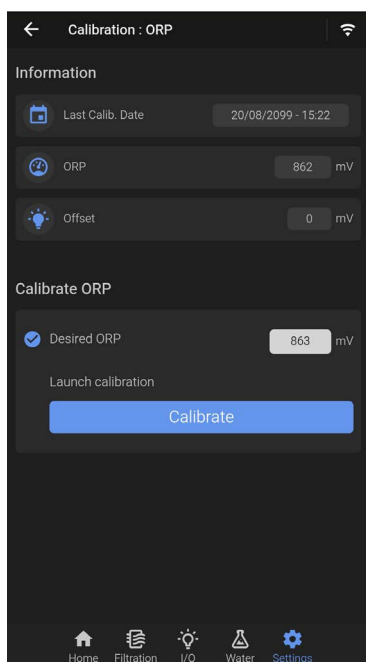 Calibration : ORP
Information
Last Calib. Date 20/08/2099 - 15:22
ORP 862 mV
Offset 0 mV
Calibrate ORP
Desired ORP 863 mV
Launch calibration
Calibrate
Home Filtration I/O Water Settings